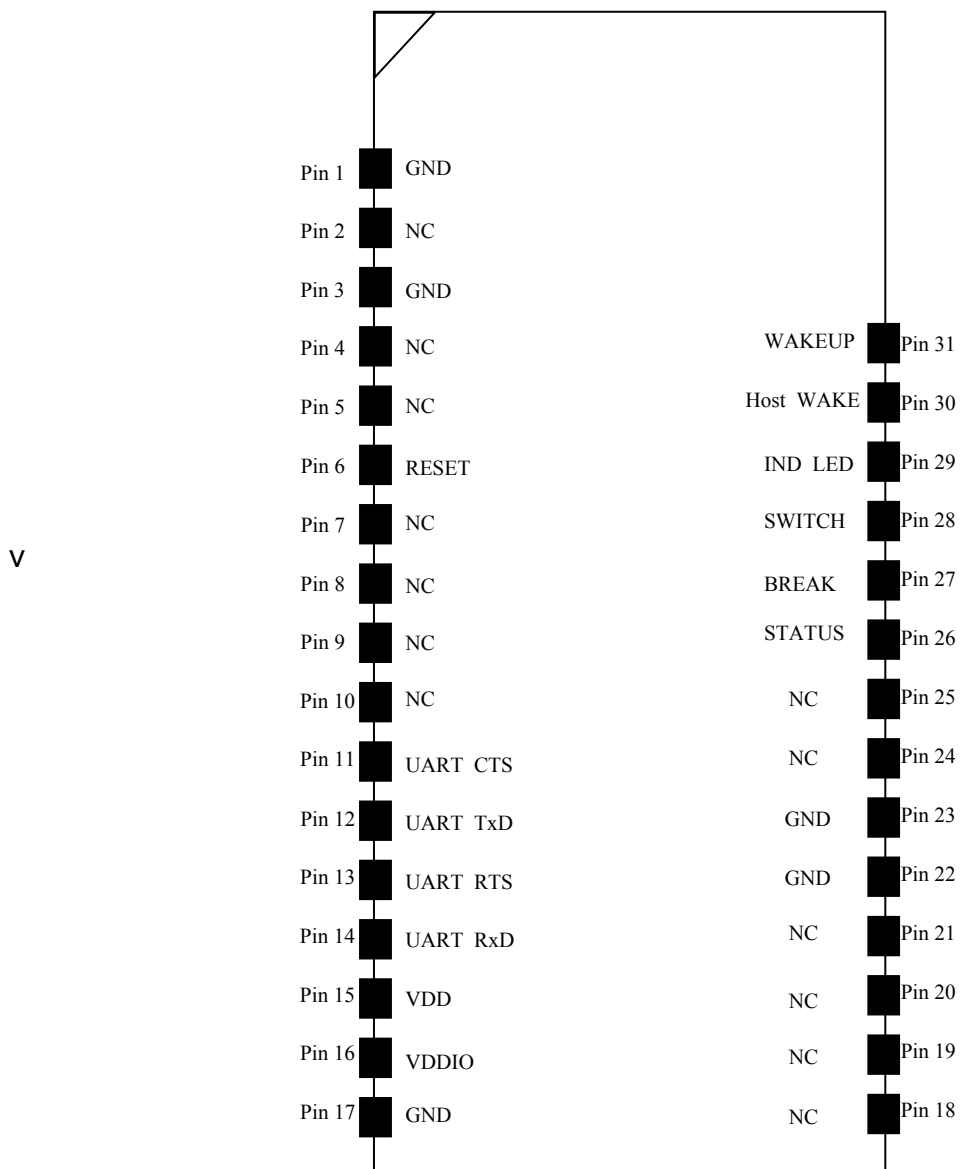 Pin 1 GND
Pin 2 NC
Pin 3 GND
Pin 4 NC WAKEUP Pin 31
Pin 5 NC Host WAKE Pin 30
Pin 6 RESET IND LED Pin 29
Pin 7 NC SWITCH Pin 28
v
Pin 8 NC BREAK Pin 27
Pin 9 NC STATUS Pin 26
Pin 10 NC NC Pin 25
Pin 11 UART CTS NC Pin 24
Pin 12 UART TxD GND Pin 23
Pin 13 UART RTS GND Pin 22
Pin 14 UART RxD NC Pin 21
Pin 15 VDD NC Pin 20
Pin 16 VDDIO NC Pin 19
Pin 17 GND NC Pin 18